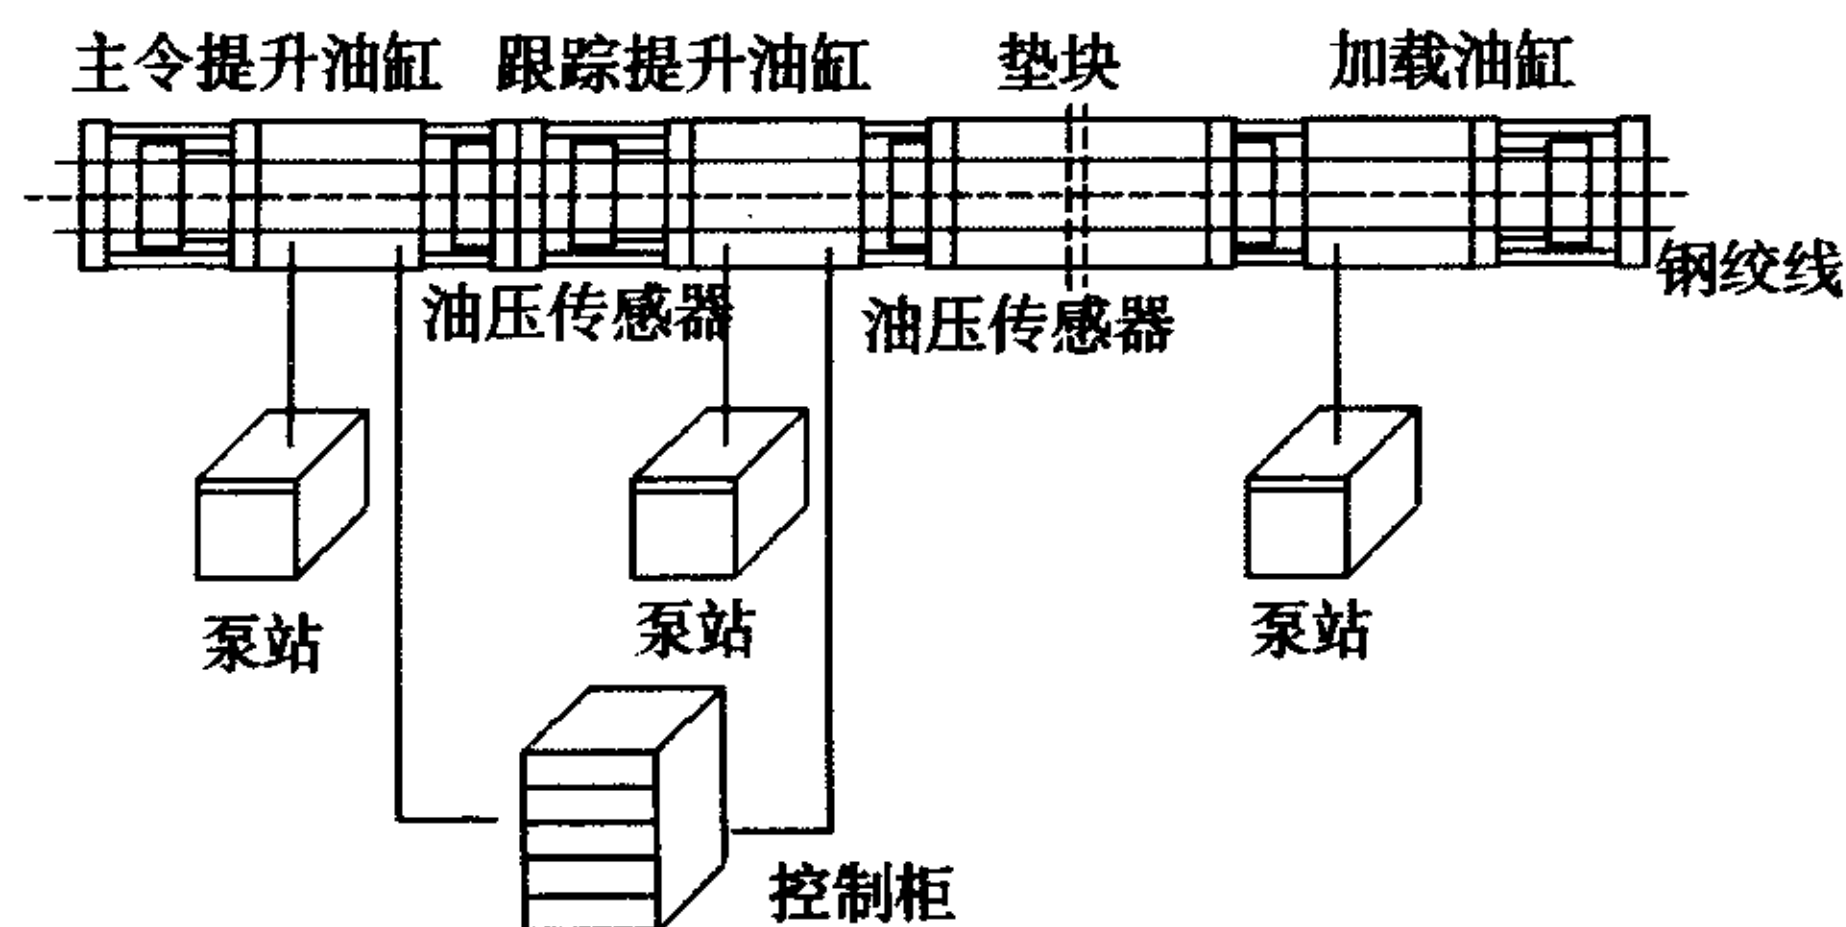 主令提升油缸
跟踪提升油缸
垫块
加载油缸
钢绞线
油压传感器
油压传感器
泵站
泵站
泵站
控制柜